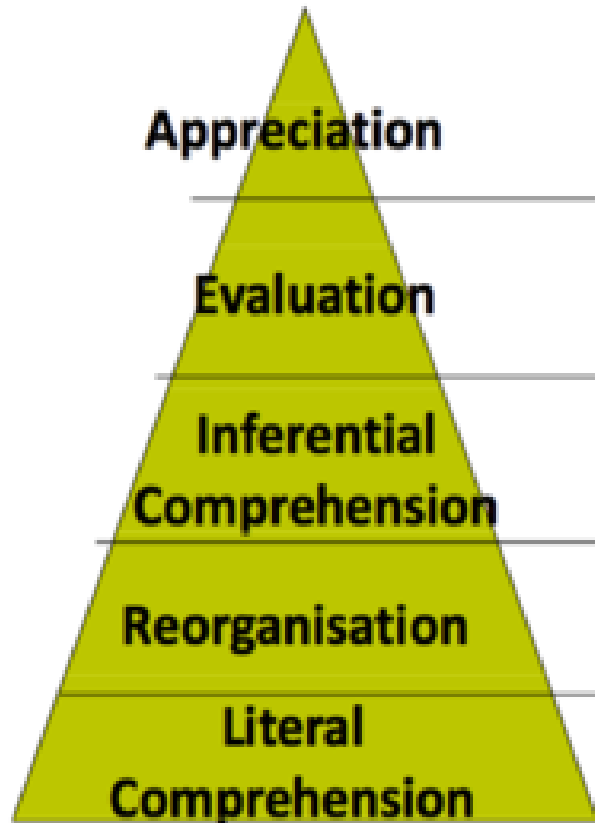 Appreciation
Evaluation
Inferential
Comprehension
Reorganisation
Literal
Comprehension